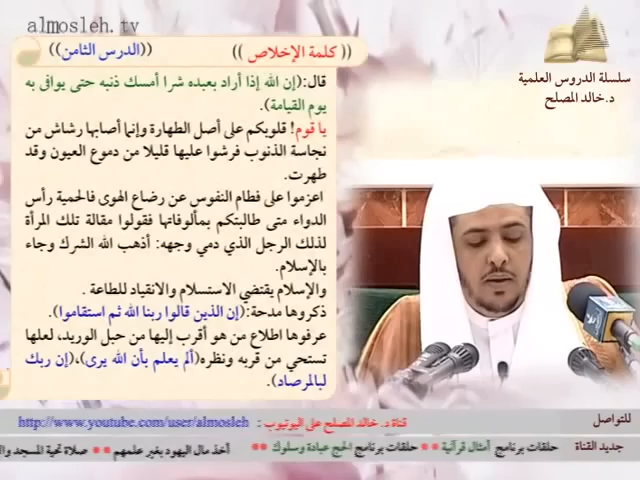 almosleh.tv
(( كلمة الإخلاص ))
((الدرس الثامن))
قال:(إن الله إذا أراد بعبده شرا أمسك ذنبه حتى يوافى به
يوم القيامة).
يا قوم! قلوبكم على أصل الطهارة وإنما أصابها رشاش من
نجاسة الذنوب فرشوا عليها قليلا من دموع العيون وقد
طهرت.
اعزموا على فطام النفوس عن رضاع الهوى فالحمية رأس
الدواء متى طالبتكم بمألوفاتها فقولوا مقالة تلك المرأة
لذلك الرجل الذي دمي وجهه: أذهب الله الشرك وجاء
بالإسلام.
والإسلام يقتضي الاستسلام والانقياد للطاعة .
ذكروها مدحة:(إن الذين قالوا ربنا الله ثم استقاموا).
عرفوها اطلاع من هو أقرب إليها من حبل الوريد، لعلها
تستحي من قربه ونظره(ألم يعلم بأن الله يرى)،(إن ربك
لبالمرصاد).
سلسلة الدروس العلمية
د.خالد المصلح
للتواصل
قناة د. خالد المصلح على اليوتيوب : http://www.youtube.com/user/almosleh
جديد القناة
حلقات برنامج أمثال قرآنية ** حلقات برنامج الحج عبادة وسلوك ** أخذ مال اليهود بغير علمهم ** صلاة تحية المسجد وال